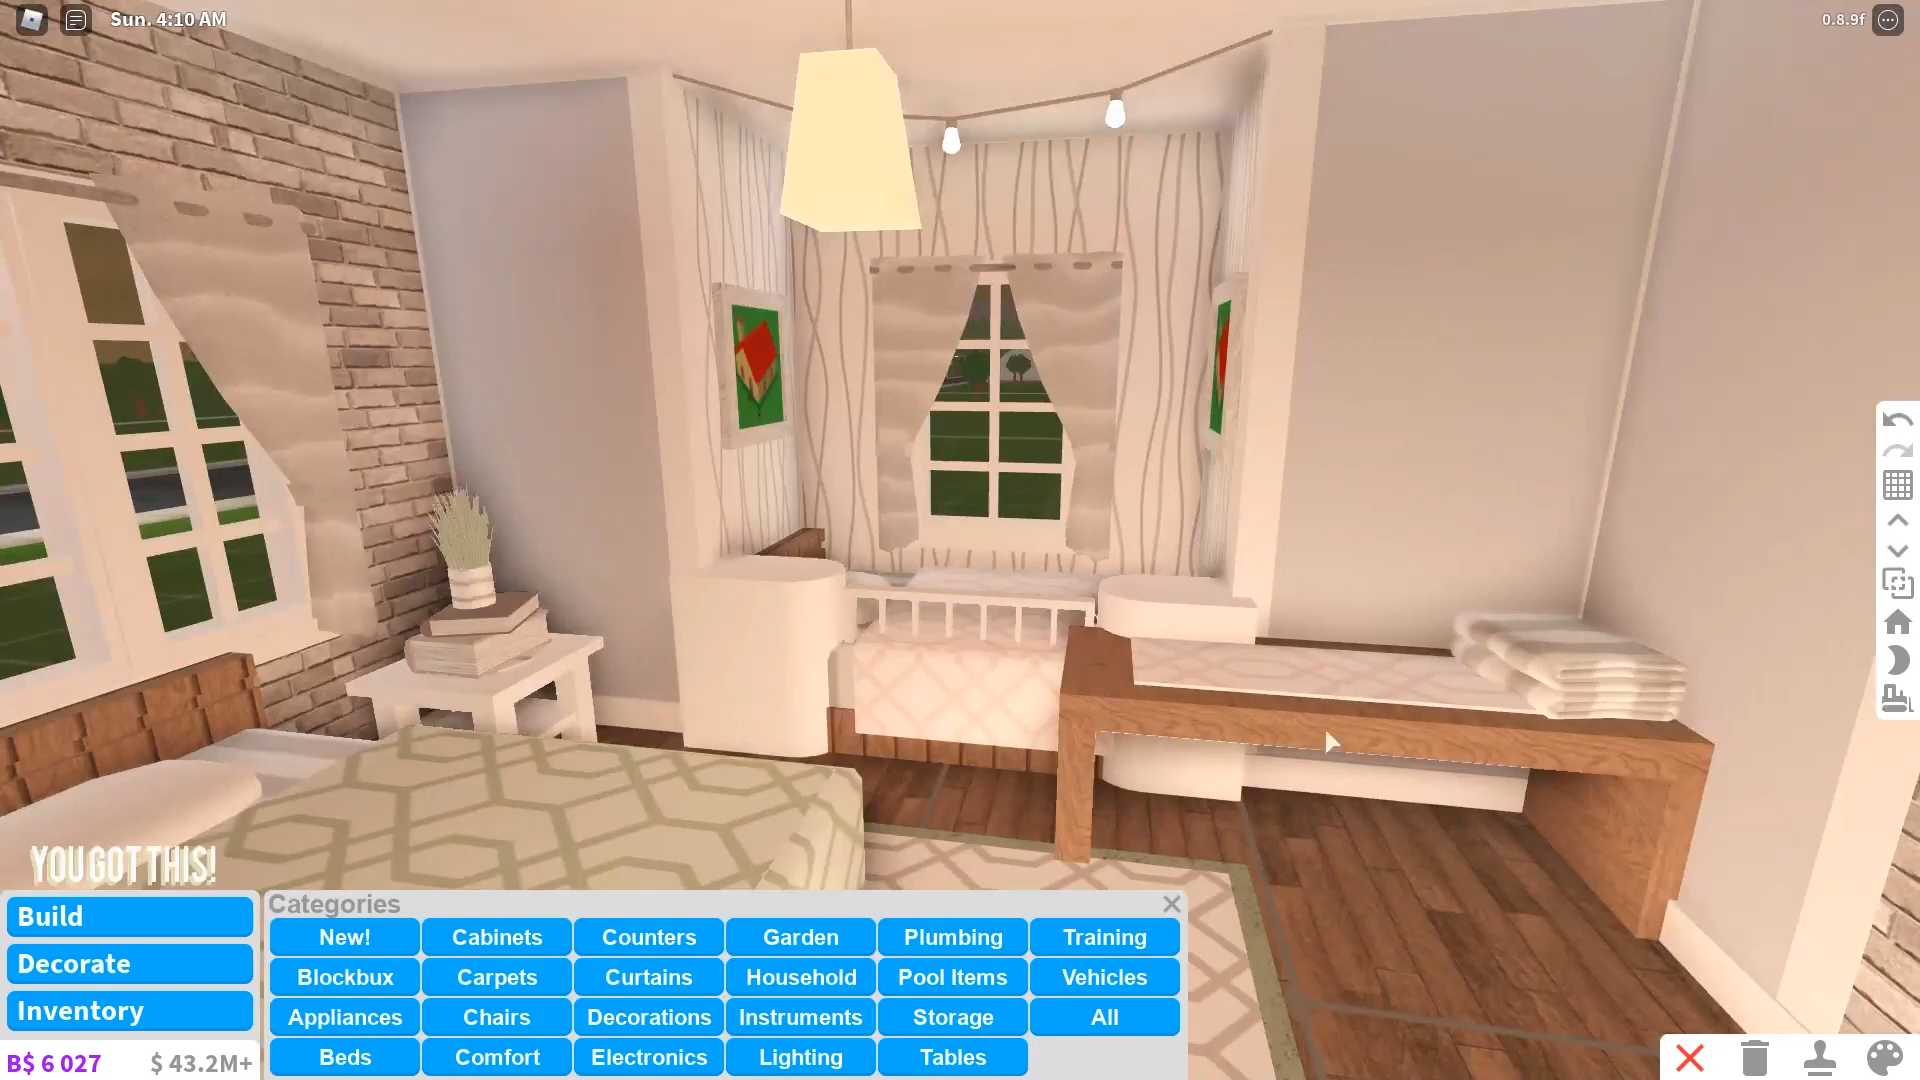 Sun. 4:10 AM
0.8.9f
YOU GOT THIS!
Build
Decorate
Inventory
B$ 6 027
$ 43.2M+
Categories
New! Cabinets Counters Garden Plumbing Training
Blockbux Carpets Curtains Household Pool Items Vehicles
Appliances Chairs Decorations Instruments Storage All
Beds Comfort Electronics Lighting Tables